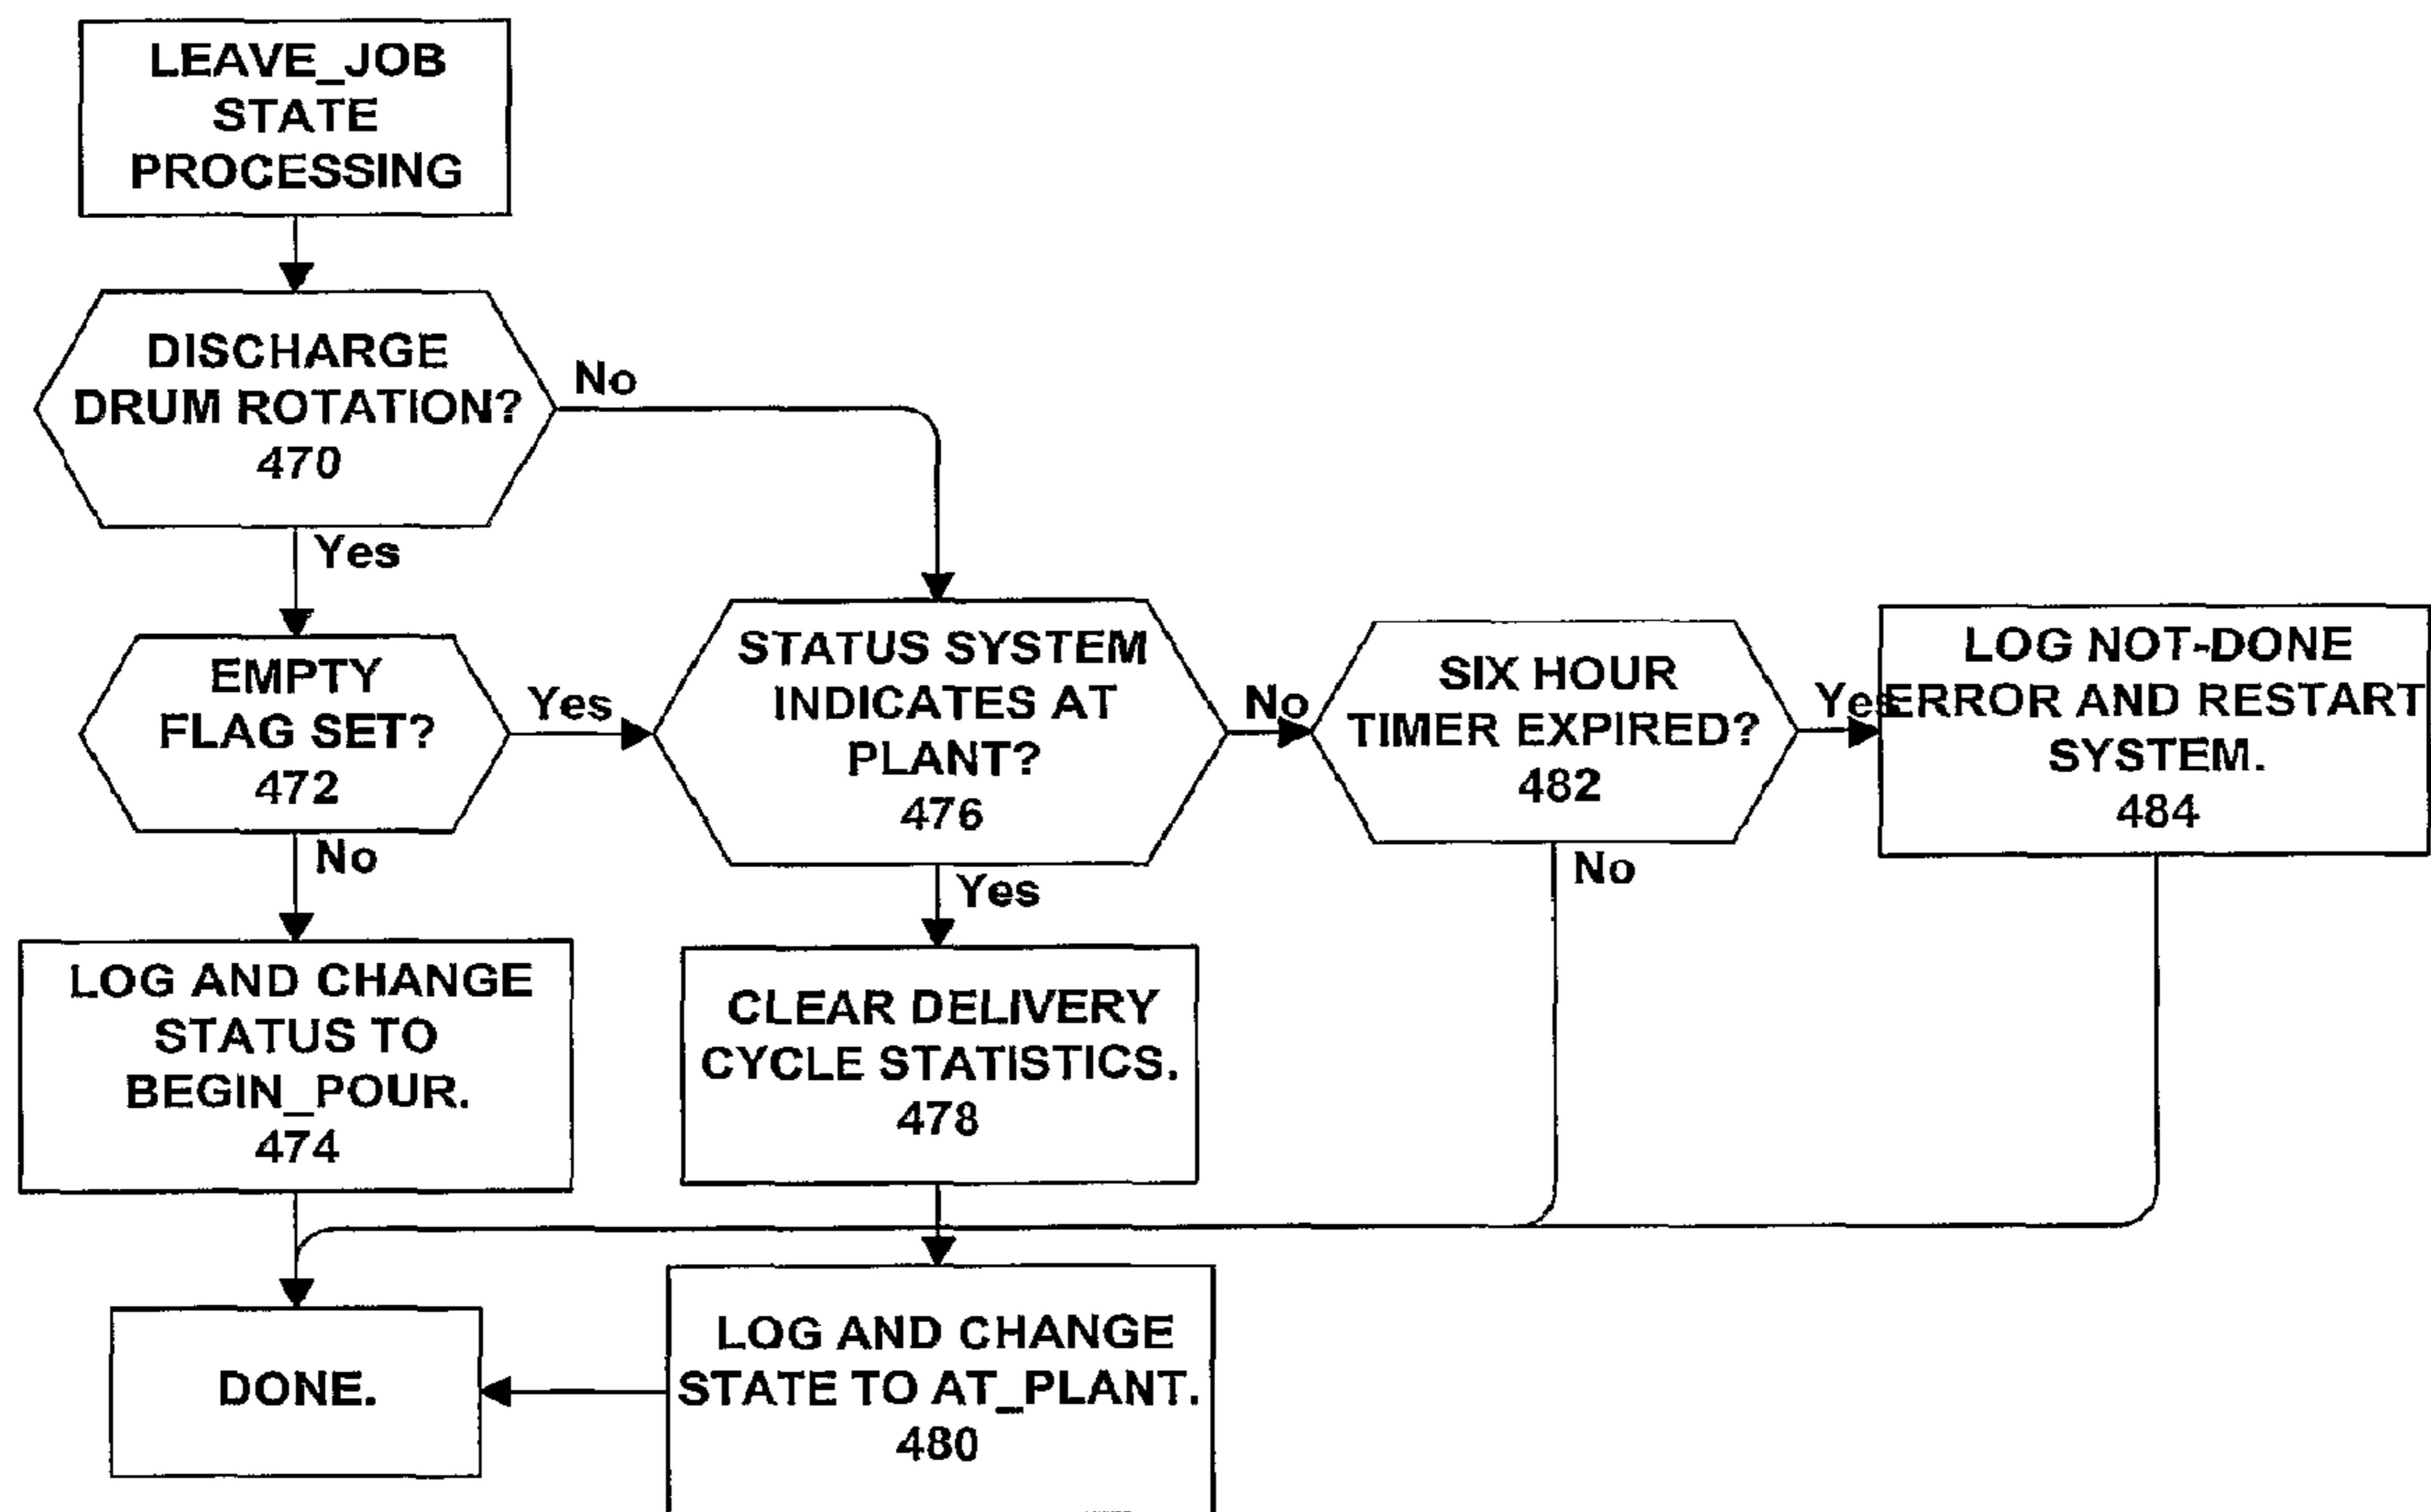 LEAVE_JOB
STATE
PROCESSING
DISCHARGE
DRUM ROTATION?
470
No
Yes
EMPTY
FLAG SET?
472
Yes
No
STATUS SYSTEM
INDICATES AT
PLANT?
476
No
Yes
SIX HOUR
TIMER EXPIRED?
482
Yes
No
LOG NOT-DONE
ERROR AND RESTART
SYSTEM.
484
LOG AND CHANGE
STATUS TO
BEGIN_POUR.
474
CLEAR DELIVERY
CYCLE STATISTICS.
478
DONE.
LOG AND CHANGE
STATE TO AT_PLANT.
480